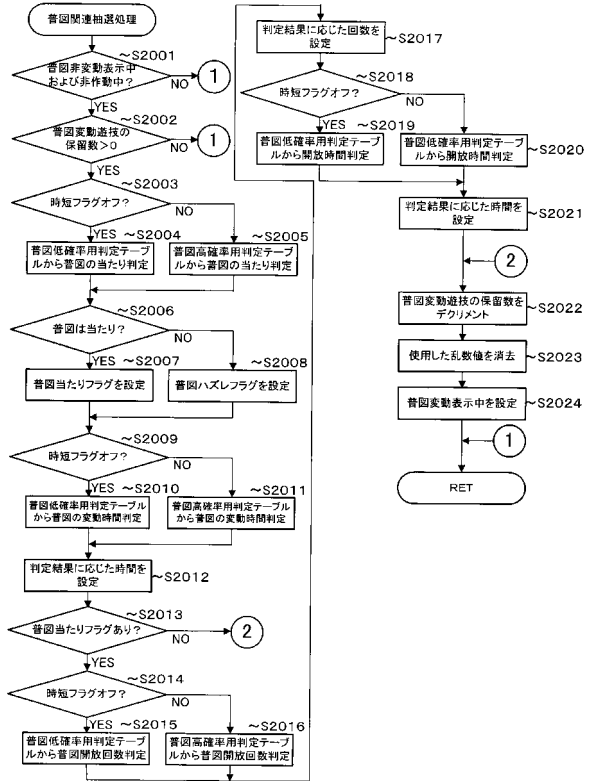 普図関連抽選処理
~S2001
普図非変動表示中
および非作動中?
NO
1
YES
~S2002
普図変動遊技の
保留数>0
NO
1
YES
~S2003
時短フラグオフ?
NO
YES ~S2004
普図低確率用判定テーブ
ルから普図の当たり判定
~S2005
普図高確率用判定テーブ
ルから普図の当たり判定
~S2006
普図は当たり?
NO
YES ~S2007
普図当たりフラグを設定
~S2008
普図ハズレフラグを設定
~S2009
時短フラグオフ?
NO
YES ~S2010
普図低確率用判定テーブル
から普図の変動時間判定
~S2011
普図高確率用判定テーブル
から普図の変動時間判定
判定結果に応じた時間を
設定
~S2012
~S2013
普図当たりフラグあり?
NO
2
YES
~S2014
時短フラグオフ?
NO
YES ~S2015
普図低確率用判定テーブ
ルから普図開放回数判定
~S2016
普図高確率用判定テーブ
ルから普図開放回数判定
判定結果に応じた回数を
設定
~S2017
~S2018
時短フラグオフ?
NO
YES ~S2019
普図低確率用判定テーブ
ルから開放時間判定
普図低確率用判定テーブ
ルから開放時間判定
~S2020
判定結果に応じた時間を
設定
~S2021
2
普図変動遊技の保留数を
デクリメント
~S2022
使用した乱数値を消去
~S2023
普図変動表示中を設定
~S2024
1
RET